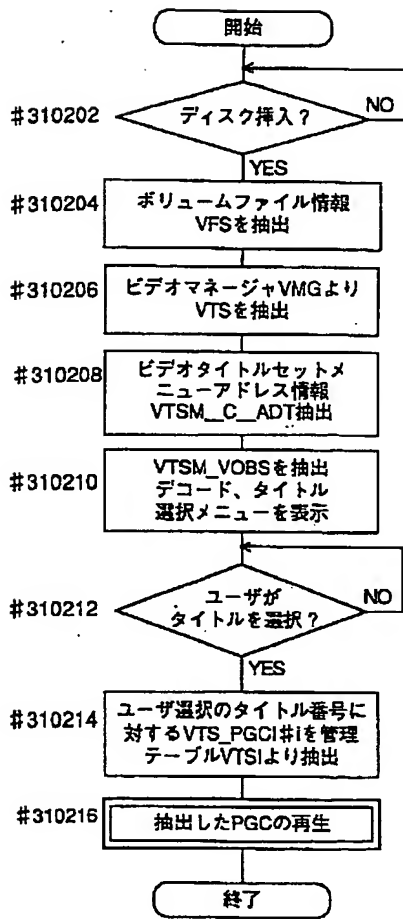 開始
#310202
ディスク挿入？
NO
YES
#310204
ボリュームファイル情報
VFSを抽出
#310206
ビデオマネージャVMGより
VTSを抽出
#310208
ビデオタイトルセットメ
ニューアドレス情報
VTSM__C__ADT抽出
#310210
VTSM_VOBSを抽出
デコード、タイトル
選択メニューを表示
#310212
ユーザが
タイトルを選択？
NO
YES
#310214
ユーザ選択のタイトル番号に
対するVTS_PGCI#iを管理
テーブルVTSIより抽出
#310216
抽出したPGCの再生
終了